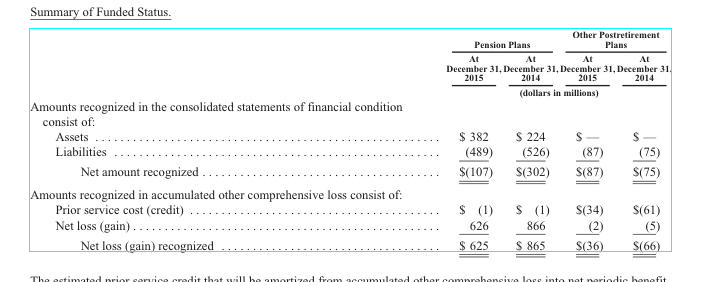 Summary of Funded Status.
Other Postretirement
Pension Plans Plans
At At At At
December 31, December 31, December 31, December 31,
2015 2014 2015 2014
(dollars in millions)
Amounts recognized in the consolidated statements of financial condition
consist of:
Assets $ 382 $ 224 $ — $ —
Liabilities (489) (526) (87) (75)
Net amount recognized $(107) $(302) $(87) $(75)
Amounts recognized in accumulated other comprehensive loss consist of:
Prior service cost (credit) $ (1) $ (1) $(34) $(61)
Net loss (gain) 626 866 (2) (5)
Net loss (gain) recognized $ 625 $ 865 $(36) $(66)
The estimated prior service credit that will be amortized from accumulated other comprehensive loss into net periodic benefit